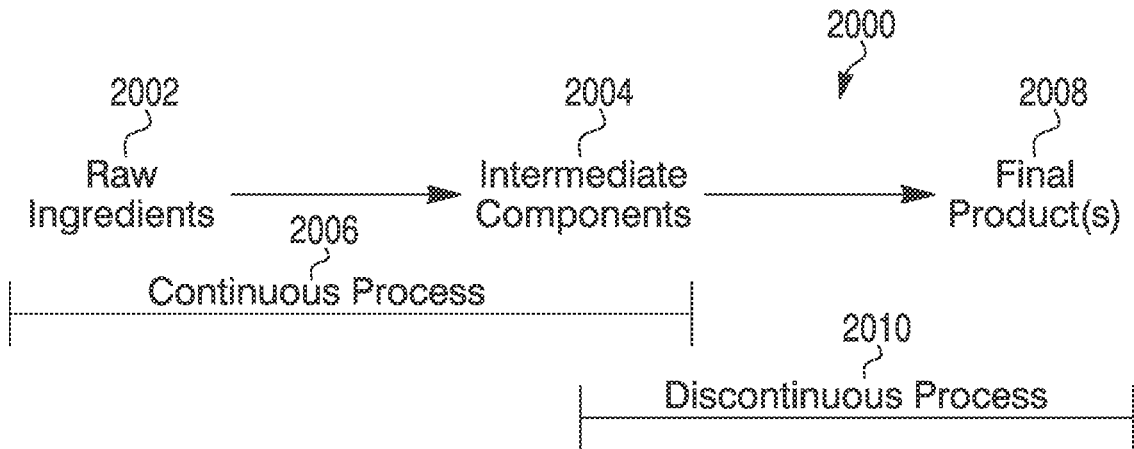 2000
2002
2004
2008
Raw
Ingredients
Intermediate
Components
Final
Product(s)
2006
Continuous Process
2010
Discontinuous Process